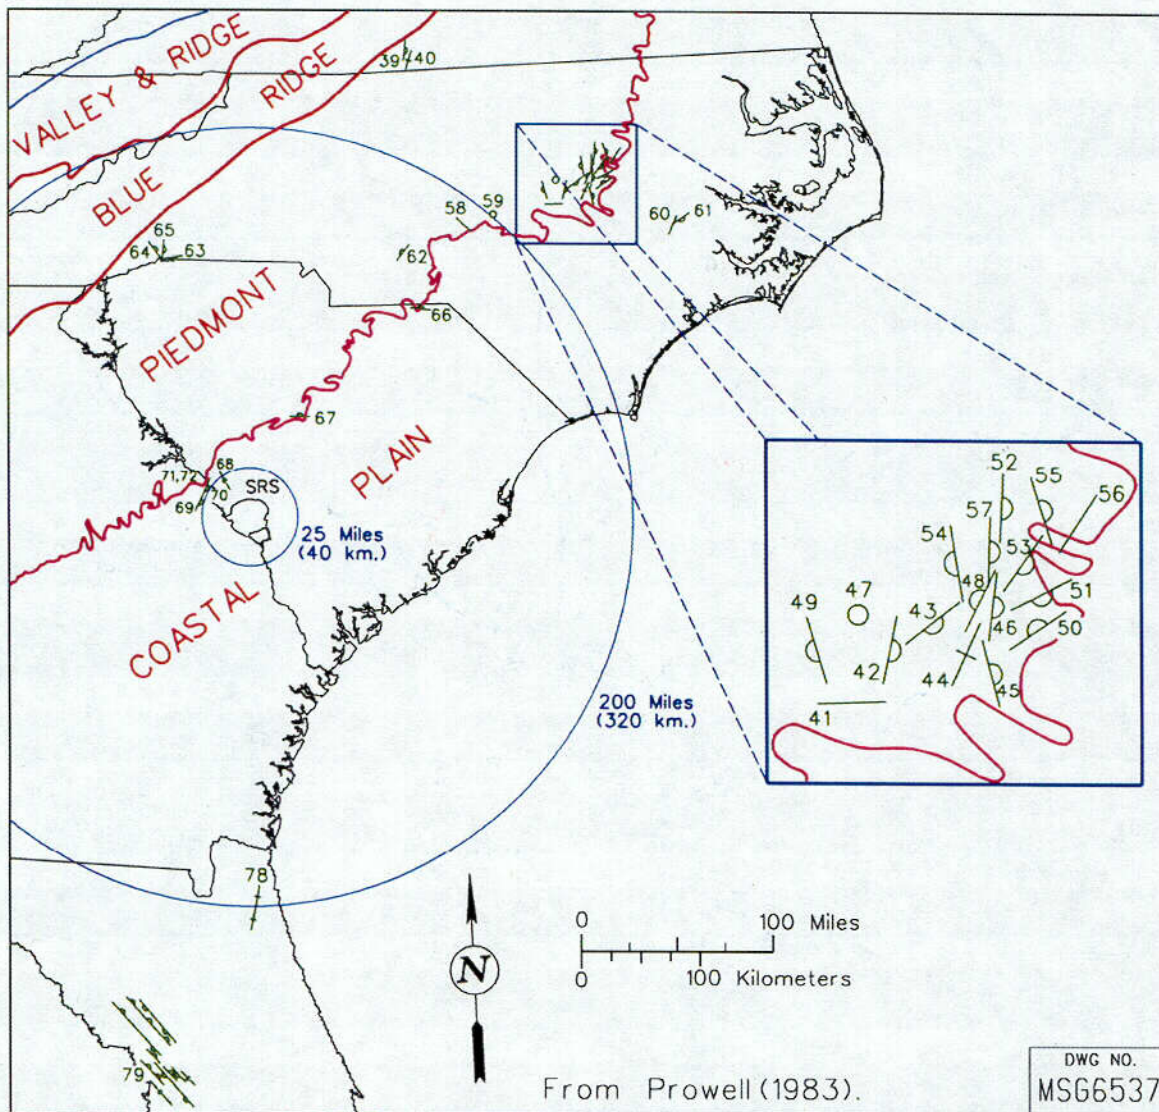 VALLEY & RIDGE
BLUE RIDGE
PIEDMONT
COASTAL PLAIN
39 40
59
58
60 61
65
64 63
62
66
67
68
71,72
70
69
SRS
25 Miles
(40 km.)
200 Miles
(320 km.)
52
55
56
57
54
53
48
47
49
43
51
46
50
42
44
45
41
78
79
N
0 100 Miles
0 100 Kilometers
From Prowell (1983).
DWG NO.
MSG6537